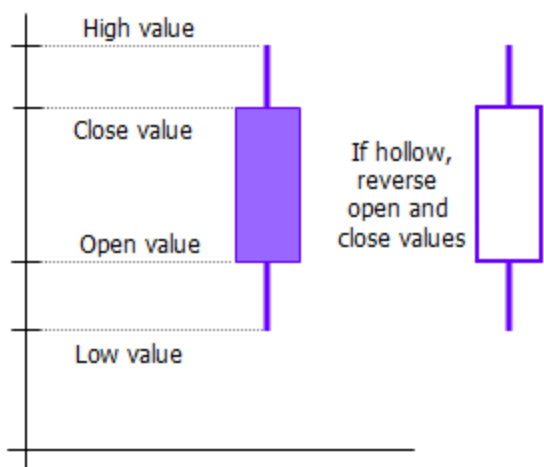 High value
Close value
If hollow,
reverse
open and
close values
Open value
Low value